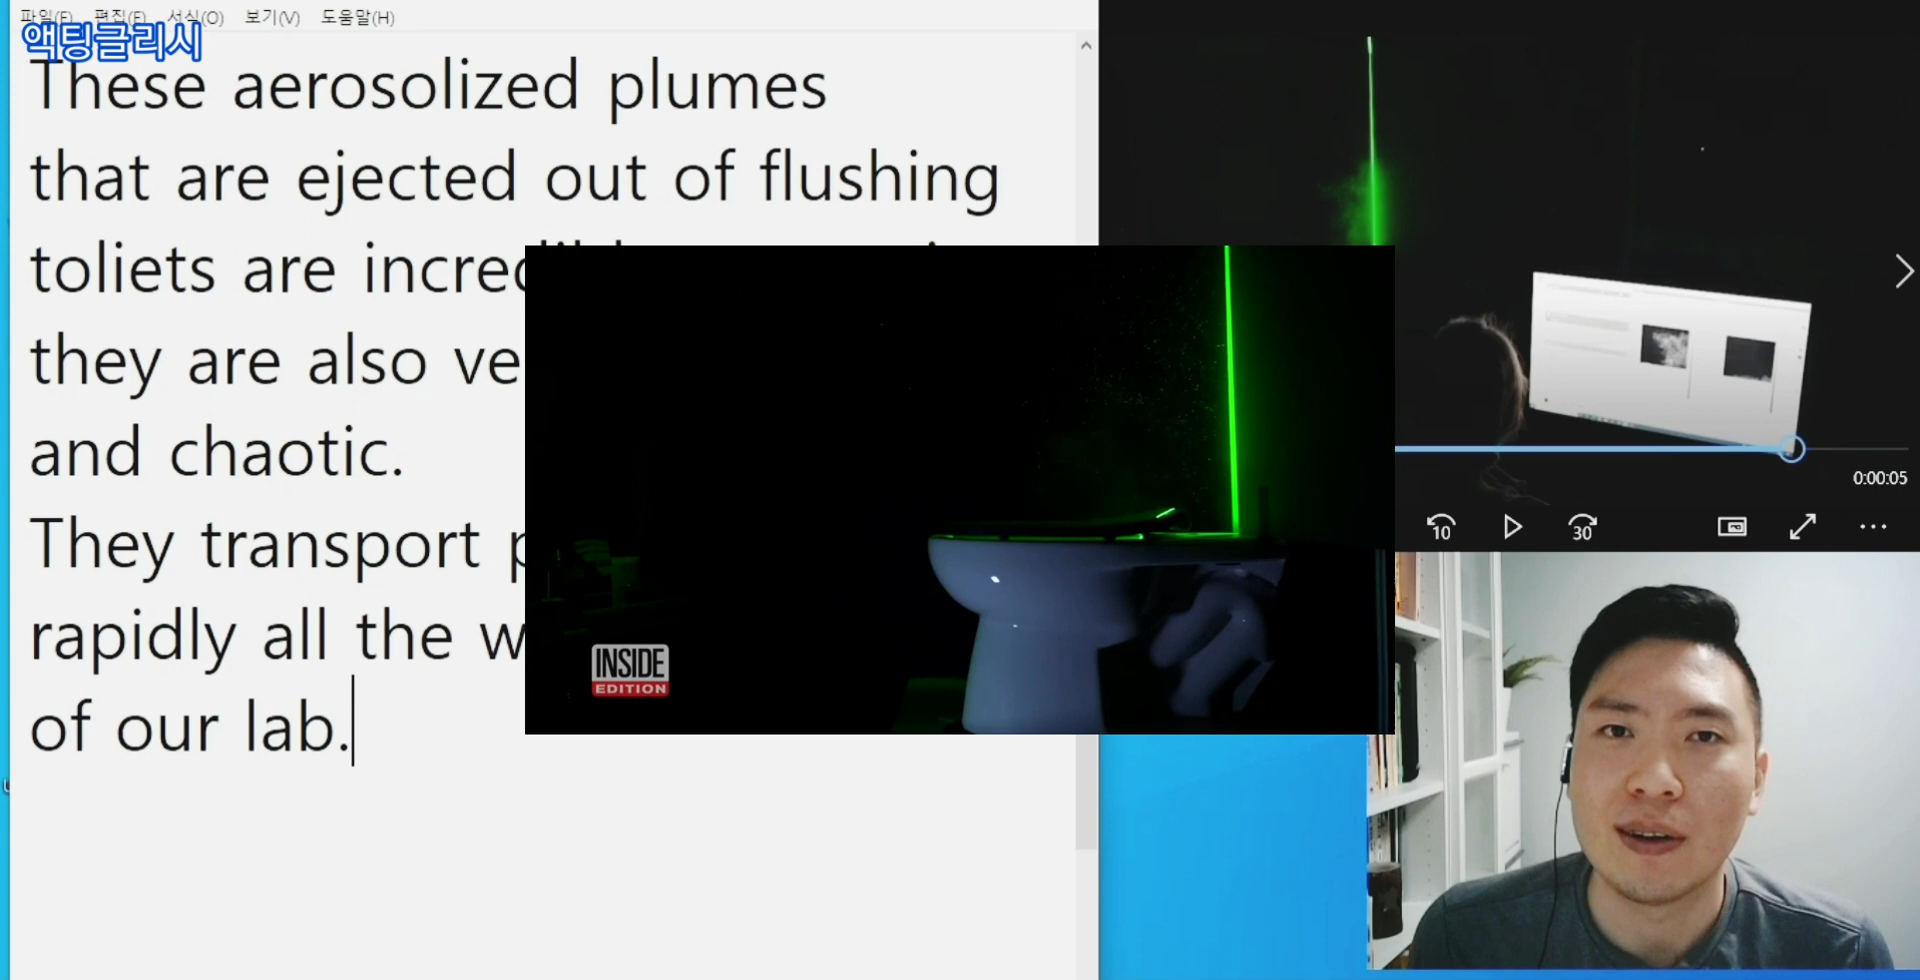 파일(F) 편집(E) 서식(O) 보기(V) 도움말(H)
액팅글리시
These aerosolized plumes
that are ejected out of flushing
toliets are
they are also
and chaotic.
They transport
rapidly all the
of our lab.
INSIDE
EDITION
0:00:05
10
30